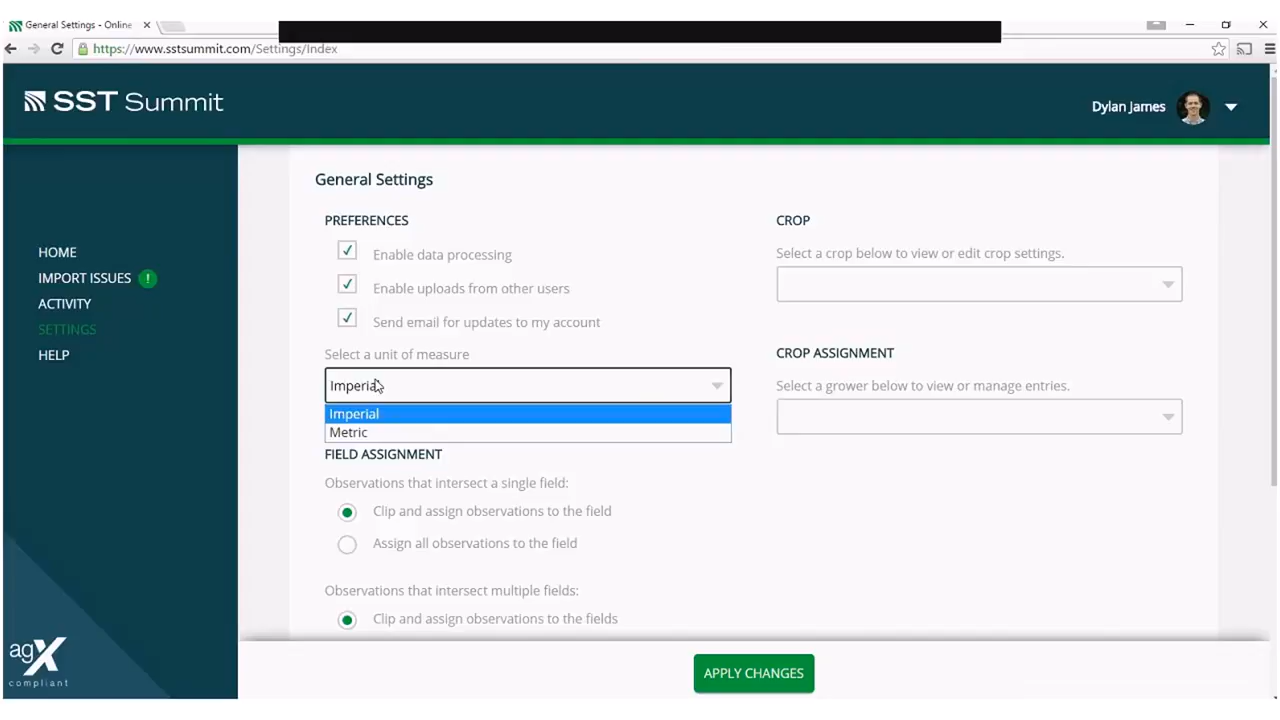 General Settings - Online
https://www.sstsummit.com/Settings/Index
SST Summit
Dylan James
HOME
IMPORT ISSUES !
ACTIVITY
SETTINGS
HELP
General Settings
PREFERENCES
Enable data processing
Enable uploads from other users
Send email for updates to my account
Select a unit of measure
Imperial
Imperial
Metric
FIELD ASSIGNMENT
Observations that intersect a single field:
Clip and assign observations to the field
Assign all observations to the field
Observations that intersect multiple fields:
Clip and assign observations to the fields
CROP
Select a crop below to view or edit crop settings.
CROP ASSIGNMENT
Select a grower below to view or manage entries.
APPLY CHANGES
agX
compliant